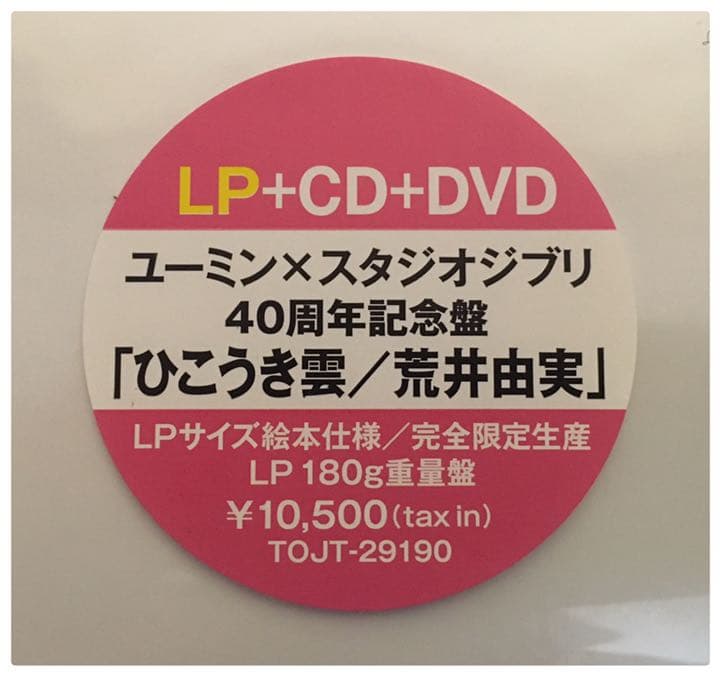 LP+CD+DVD
ユーミン×スタジオジブリ
40周年記念盤
「ひこうき雲／荒井由実」
LPサイズ絵本仕様／完全限定生産
LP 180g重量盤
￥10,500(tax in)
TOJT-29190